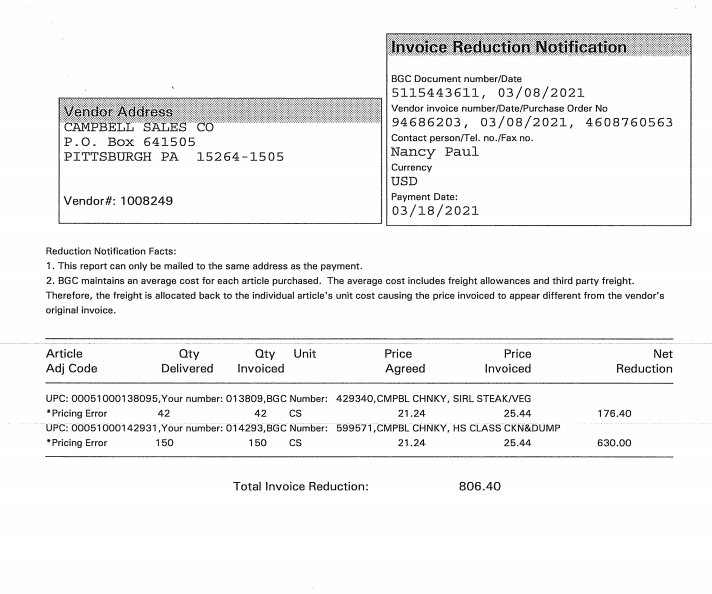 Invoice Reduction Notification
BGC Document number/Date
5115443611, 03/08/2021
Vendor invoice number/Date/Purchase Order No
94686203, 03/08/2021, 4608760563
Contact person/Tel. no./Fax no.
Nancy Paul
Currency
USD
Payment Date:
03/18/2021
Vendor Address
CAMPBELL SALES CO
P.O. Box 641505
PITTSBURGH PA 15264-1505
Vendor#: 1008249
Reduction Notification Facts:
1. This report can only be mailed to the same address as the payment.
2. BGC maintains an average cost for each article purchased. The average cost includes freight allowances and third party freight.
Therefore, the freight is allocated back to the individual article's unit cost causing the price invoiced to appear different from the vendor's
original invoice.
Article Qty Qty Unit Price Price Net
Adj Code Delivered Invoiced Agreed Invoiced Reduction
UPC: 00051000138095,Your number: 013809,BGC Number: 429340,CMPBL CHNKY, SIRL STEAK/VEG
*Pricing Error 42 42 CS 21.24 25.44 176.40
UPC: 00051000142931,Your number: 014293,BGC Number: 599571,CMPBL CHNKY, HS CLASS CKN&DUMP
*Pricing Error 150 150 CS 21.24 25.44 630.00
Total Invoice Reduction: 806.40